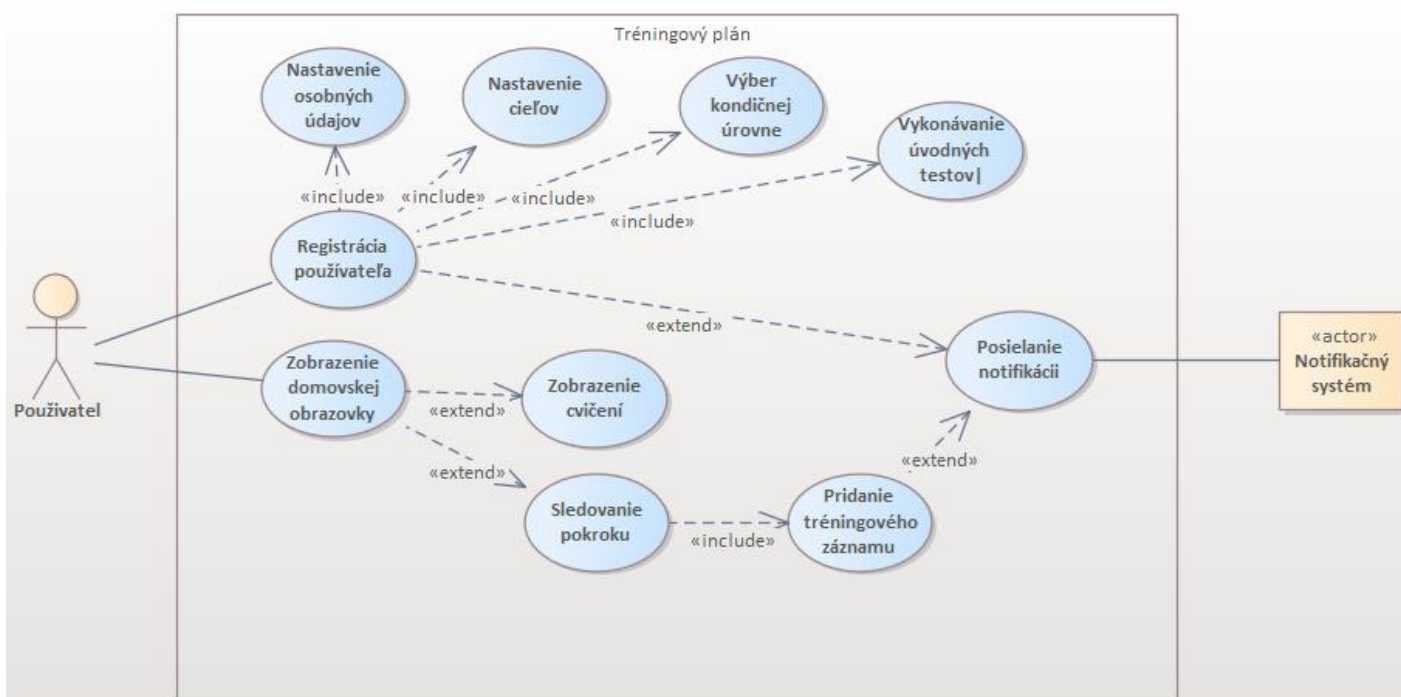 Tréningový plán
Nastavenie
osobných
údajov
Nastavenie
cieľov
Výber
kondičnej
úrovne
Vykonávanie
úvodných
testov|
«include»
«include»
«include»
«include»
Registrácia
používateľa
«extend»
Posielanie
notifikácii
«actor»
Notifikačný
systém
Použivatel
Zobrazenie
domovskej
obrazovky
«extend»
Zobrazenie
cvičení
«extend»
«extend»
Sledovanie
pokroku
«include»
Pridanie
tréningového
záznamu